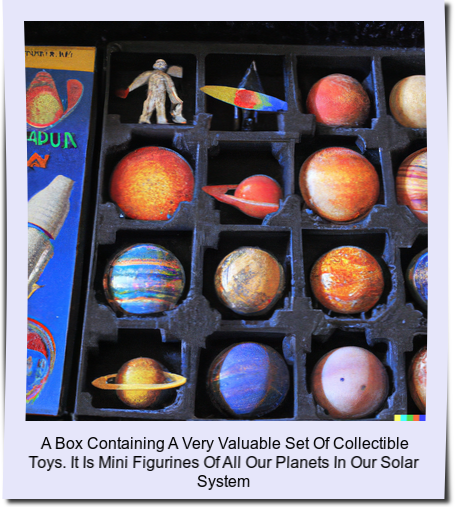 A Box Containing A Very Valuable Set Of Collectible
Toys. It Is Mini Figurines Of All Our Planets In Our Solar
System